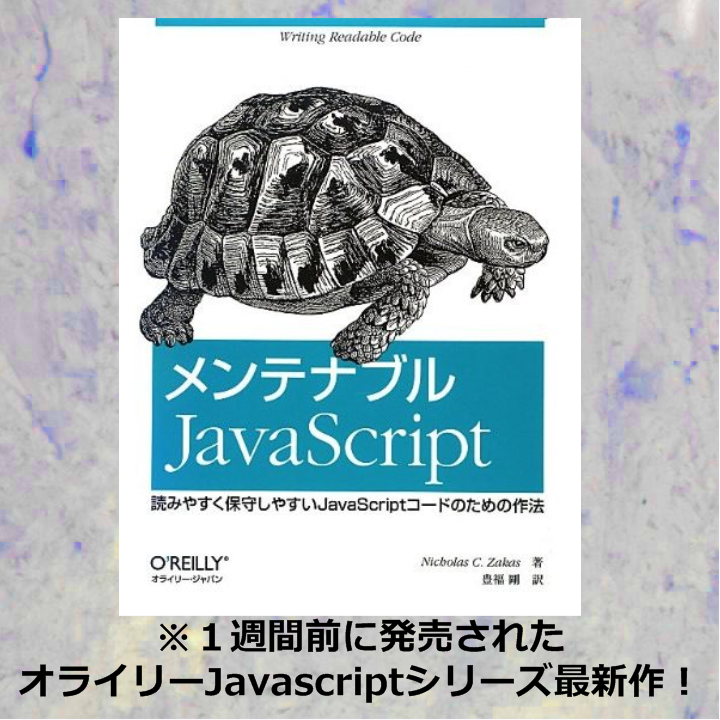 Writing Readable Code
メンテナブル
JavaScript
読みやすく保守しやすいJavaScriptコードのための作法
O'REILLY®
オライリー・ジャパン
Nicholas C. Zakas 著
豊福 剛 訳
※１週間前に発売された
オライリーJavascriptシリーズ最新作！